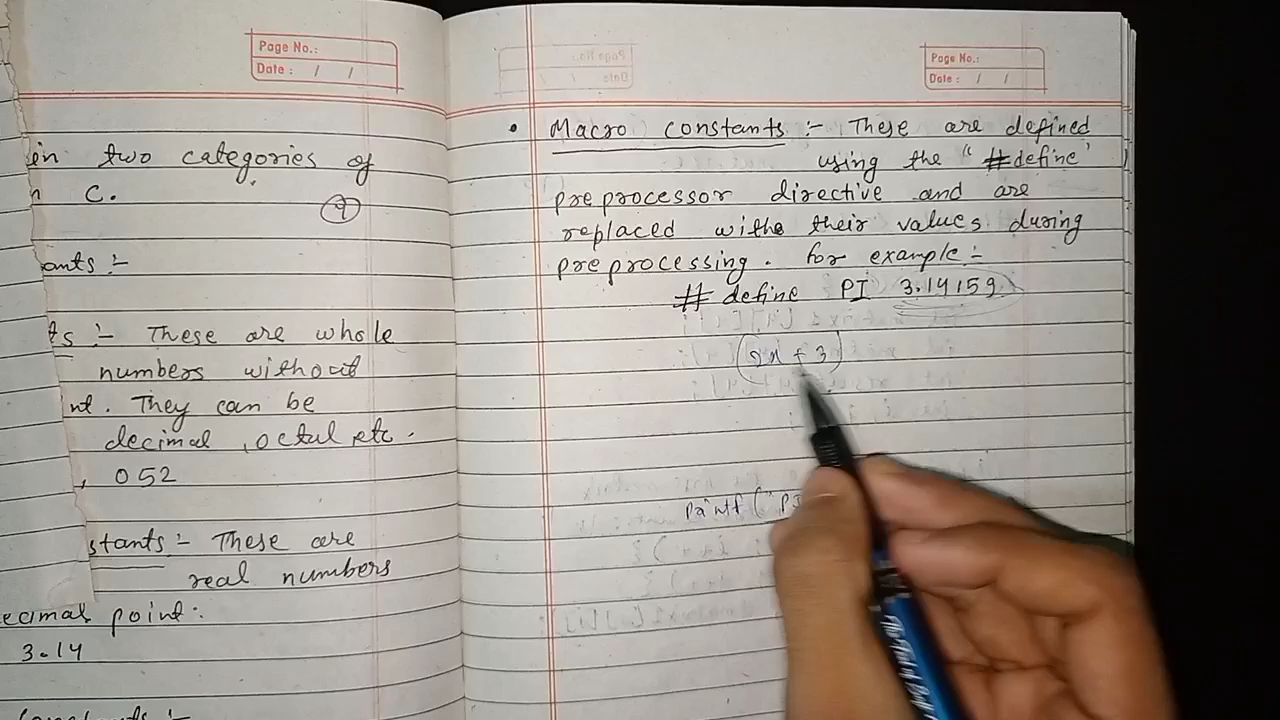 Page No.:
Date : / /
in two categories of
C.
4
ants :-
ts :- These are whole
numbers without
nt. They can be
decimal , octal etc.
, 052
stants :- These are
real numbers
ecimal point :
3.14
Page No.:
Date : / /
• Macro constants :- These are defined
using the "#define"
preprocessor directive and are
replaced withe their values during
preprocessing. For example :-
# define PI 3.14159
2x + 3
printf ("PI